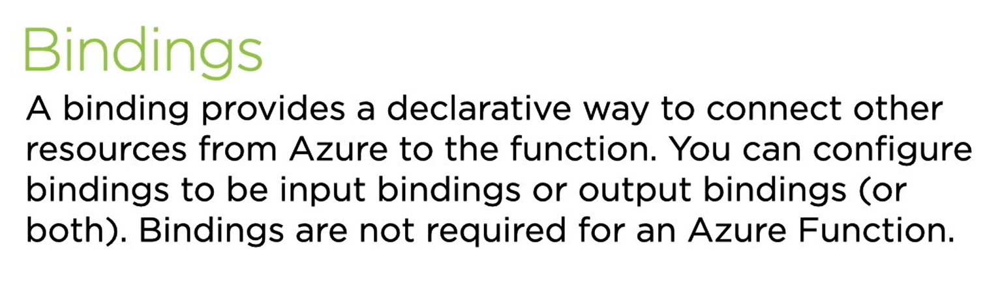 Bindings
A binding provides a declarative way to connect other
resources from Azure to the function. You can configure
bindings to be input bindings or output bindings (or
both). Bindings are not required for an Azure Function.